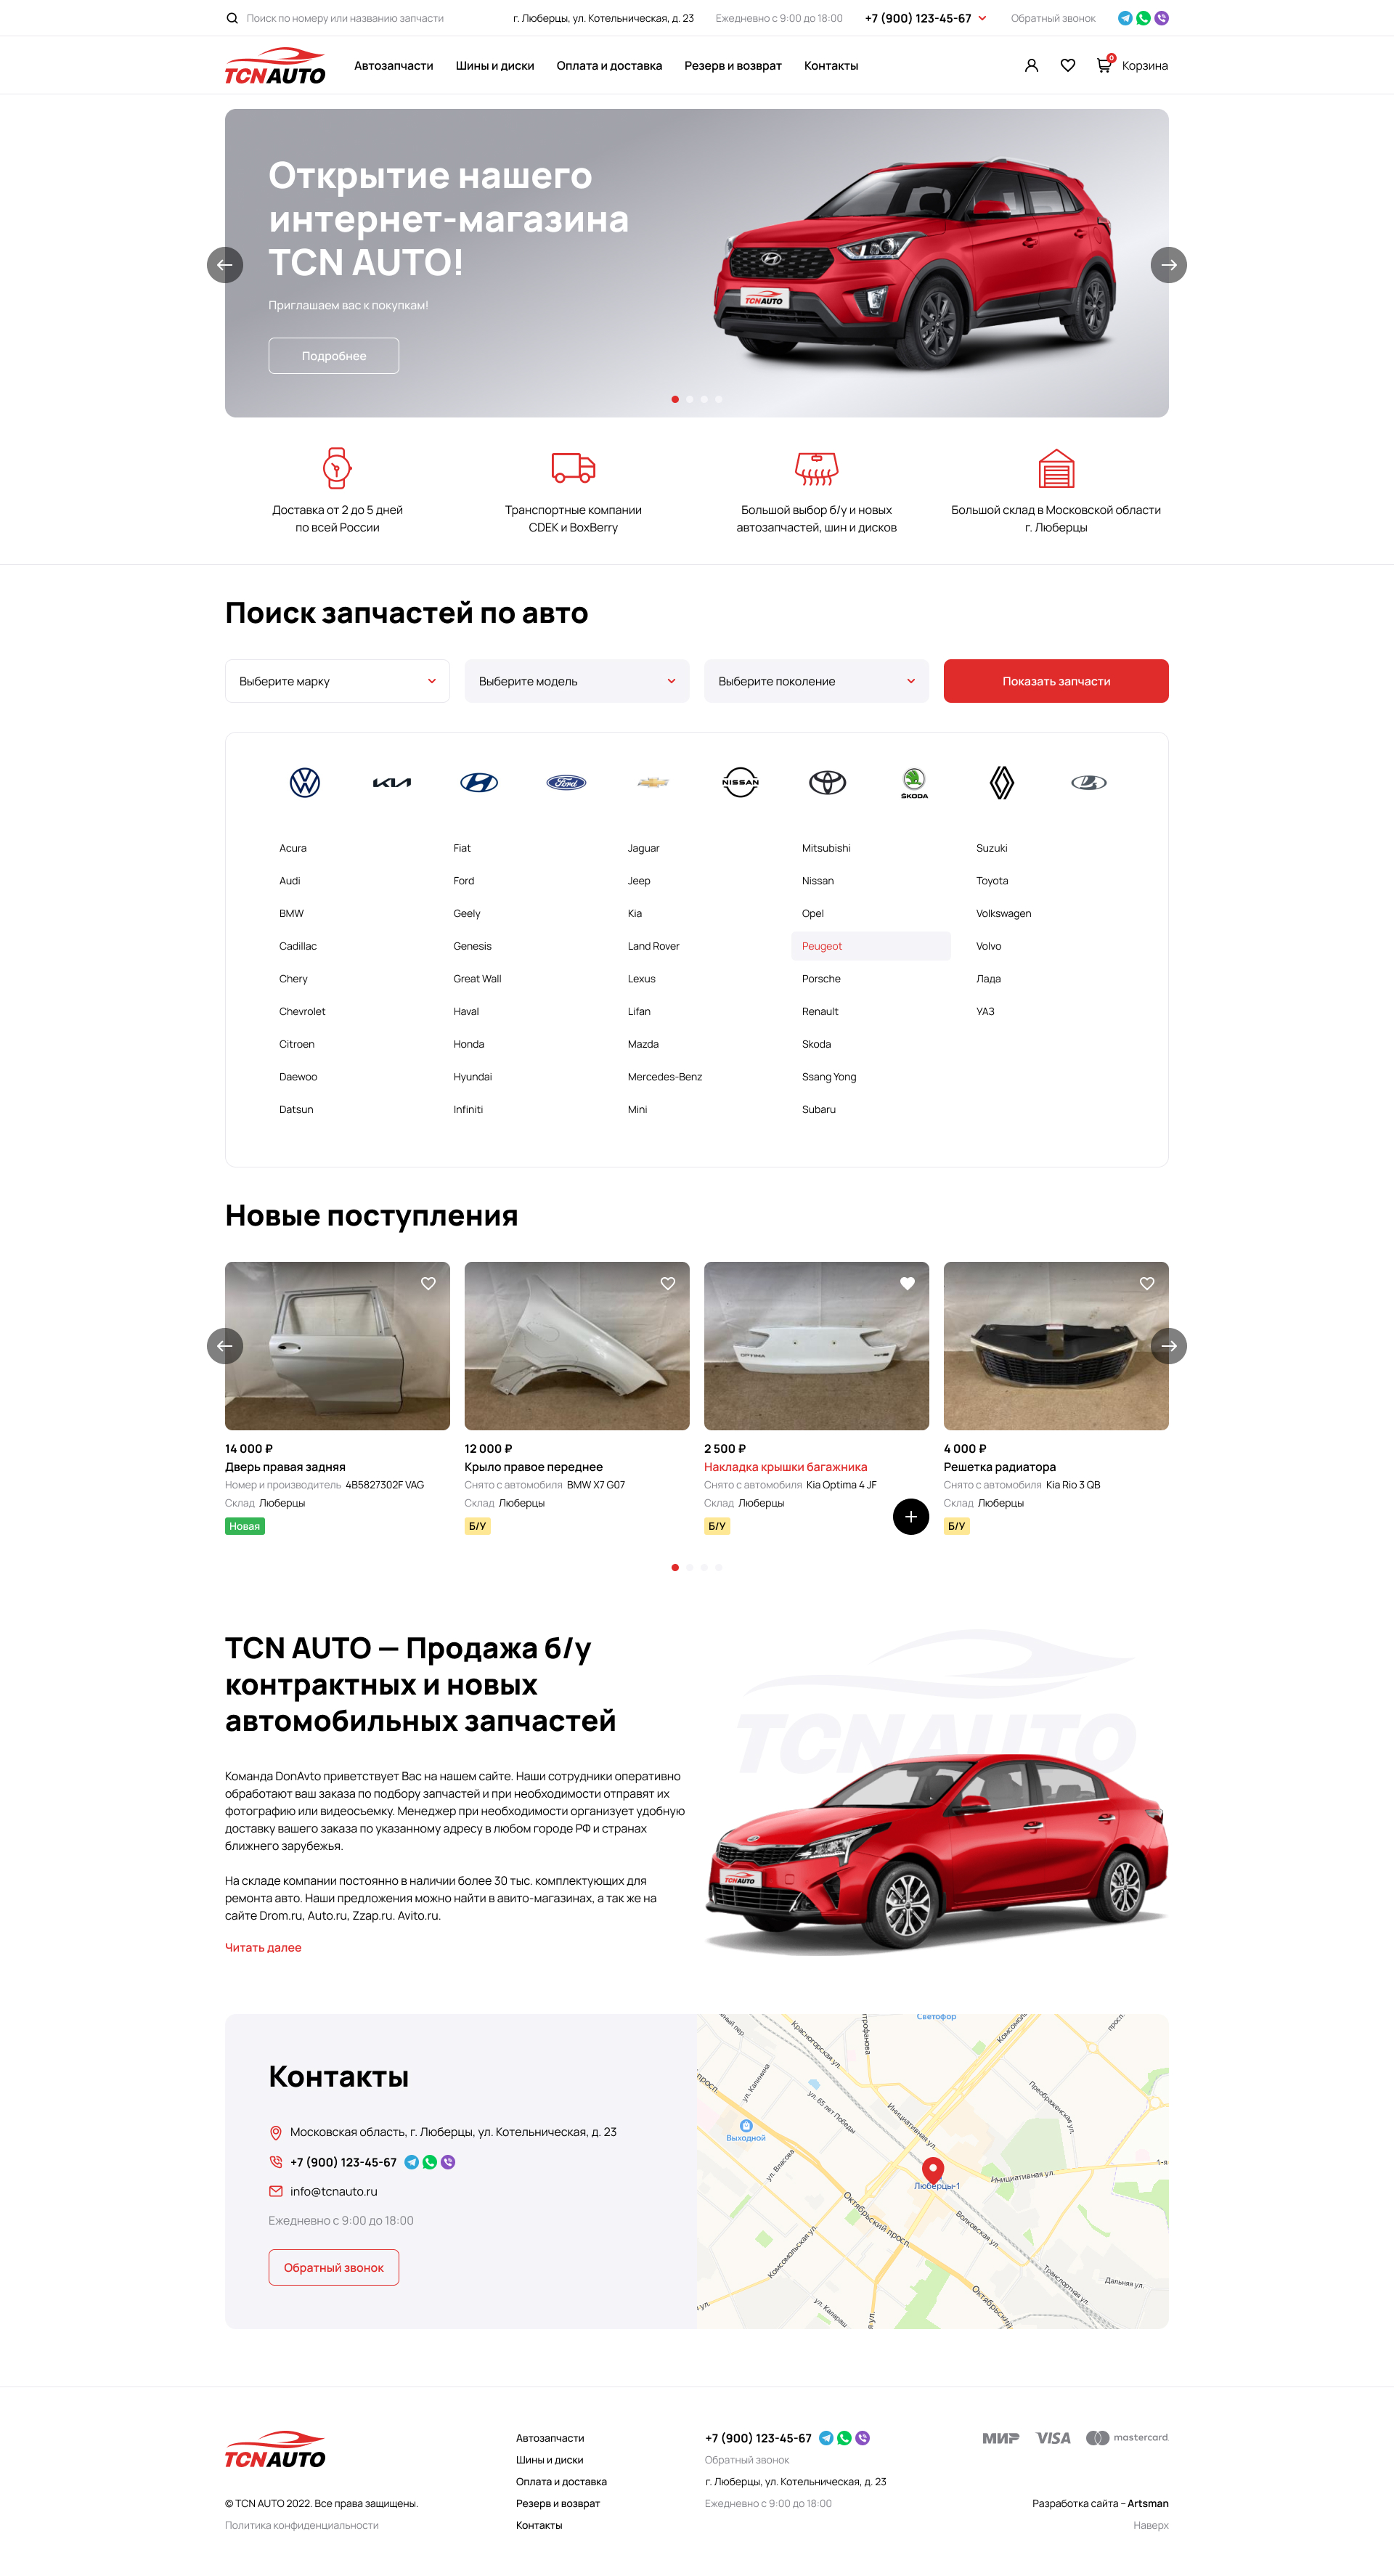 Поиск по номеру или названию запчасти
г. Люберцы, ул. Котельническая, д. 23
Ежедневно с 9:00 до 18:00
+7 (900) 123-45-67
Обратный звонок
TCNAUTO
Автозапчасти
Шины и диски
Оплата и доставка
Резерв и возврат
Контакты
0
Корзина
Открытие нашего
интернет-магазина
TCN AUTO!
Приглашаем вас к покупкам!
Подробнее
TCNAUTO
Доставка от 2 до 5 дней
по всей России
Транспортные компании
CDEK и BoxBerry
Большой выбор б/у и новых
автозапчастей, шин и дисков
Большой склад в Московской области
г. Люберцы
Поиск запчастей по авто
Выберите марку
Выберите модель
Выберите поколение
Показать запчасти
Ford
NISSAN
ŠKODA
Acura
Fiat
Jaguar
Mitsubishi
Suzuki
Audi
Ford
Jeep
Nissan
Toyota
BMW
Geely
Kia
Opel
Volkswagen
Cadillac
Genesis
Land Rover
Peugeot
Volvo
Chery
Great Wall
Lexus
Porsche
Лада
Chevrolet
Haval
Lifan
Renault
УАЗ
Citroen
Honda
Mazda
Skoda
Daewoo
Hyundai
Mercedes-Benz
Ssang Yong
Datsun
Infiniti
Mini
Subaru
Новые поступления
OPTIMA
14 000 ₽
Дверь правая задняя
Номер и производитель 4B5827302F VAG
Склад Люберцы
Новая
12 000 ₽
Крыло правое переднее
Снято с автомобиля BMW X7 G07
Склад Люберцы
Б/У
2 500 ₽
Накладка крышки багажника
Снято с автомобиля Kia Optima 4 JF
Склад Люберцы
Б/У
4 000 ₽
Решетка радиатора
Снято с автомобиля Kia Rio 3 QB
Склад Люберцы
Б/У
TCN AUTO — Продажа б/у
контрактных и новых
автомобильных запчастей
Команда DonAvto приветствует Вас на нашем сайте. Наши сотрудники оперативно
обработают ваш заказа по подбору запчастей и при необходимости отправят их
фотографию или видеосьемку. Менеджер при необходимости организует удобную
доставку вашего заказа по указанному адресу в любом городе РФ и странах
ближнего зарубежья.
На складе компании постоянно в наличии более 30 тыс. комплектующих для
ремонта авто. Наши предложения можно найти в авито-магазинах, а так же на
сайте Drom.ru, Auto.ru, Zzap.ru. Avito.ru.
Читать далее
TCNAUTO
TCNAUTO
Контакты
Московская область, г. Люберцы, ул. Котельническая, д. 23
+7 (900) 123-45-67
info@tcnauto.ru
Ежедневно с 9:00 до 18:00
Обратный звонок
Светофор
Красногорская ул.
просп.
ул. Калинина
ул. 65 лет Победы
Преображенская ул.
Инициативная ул.
Выходной
ул. Власова
Инициативная ул.
1-я
Люберцы-1
Октябрьский просп.
Волковская ул.
Комсомольская ул.
Транспортная ул.
Дальняя ул.
Октябрьский
ул. Калараш
TCNAUTO
© TCN AUTO 2022. Все права защищены.
Политика конфиденциальности
Автозапчасти
Шины и диски
Оплата и доставка
Резерв и возврат
Контакты
+7 (900) 123-45-67
Обратный звонок
г. Люберцы, ул. Котельническая, д. 23
Ежедневно с 9:00 до 18:00
МИР
VISA
mastercard
Разработка сайта – Artsman
Наверх